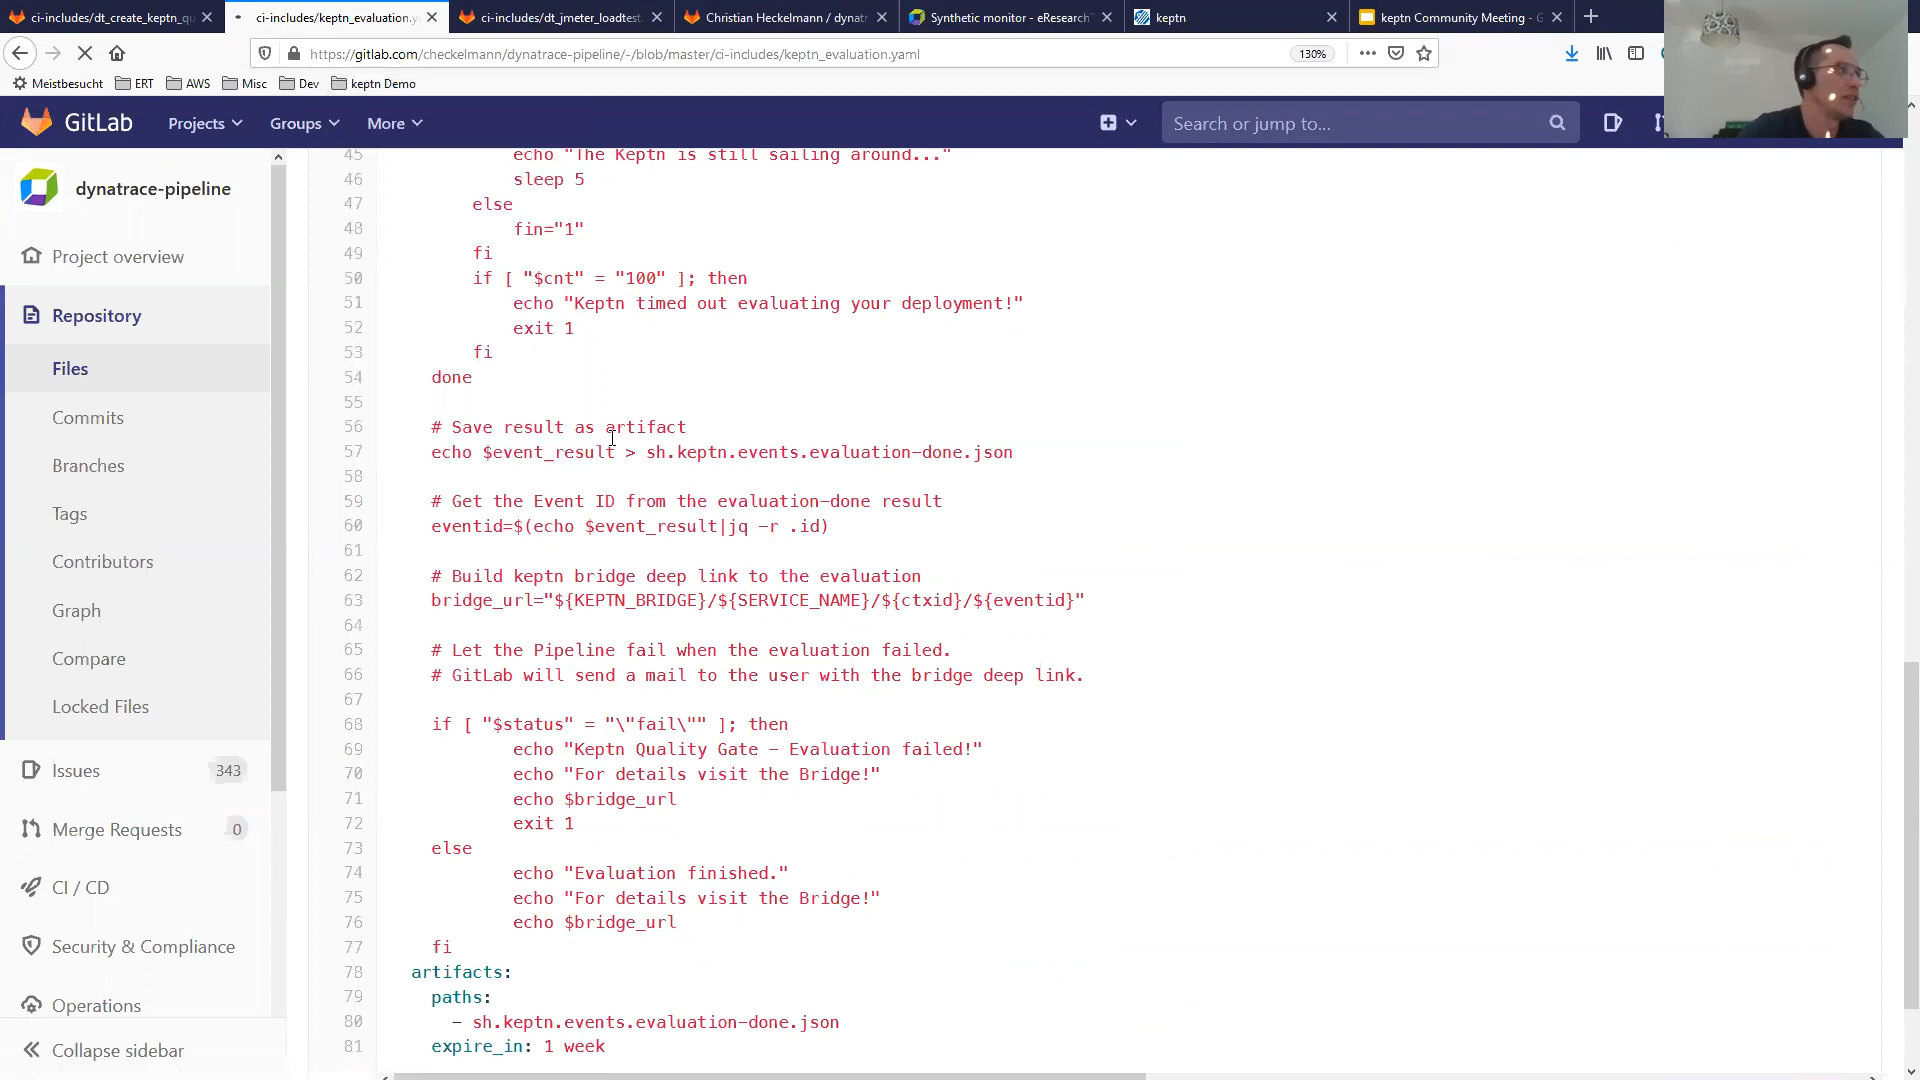 ci-includes/dt_create_keptn_qu
ci-includes/keptn_evaluation.y
ci-includes/dt_jmeter_loadtest.
Christian Heckelmann / dynatr
Synthetic monitor - eResearch
keptn
keptn Community Meeting - G
https://gitlab.com/checkelmann/dynatrace-pipeline/-/blob/master/ci-includes/keptn_evaluation.yaml
130%
Meistbesucht
ERT
AWS
Misc
Dev
keptn Demo
GitLab
Projects
Groups
More
Search or jump to...
dynatrace-pipeline
Project overview
Repository
Files
Commits
Branches
Tags
Contributors
Graph
Compare
Locked Files
Issues 343
Merge Requests 0
CI / CD
Security & Compliance
Operations
Collapse sidebar
45 echo "The Keptn is still sailing around..."
46 sleep 5
47 else
48 fin="1"
49 fi
50 if [ "$cnt" = "100" ]; then
51 echo "Keptn timed out evaluating your deployment!"
52 exit 1
53 fi
54 done
55
56 # Save result as artifact
57 echo $event_result > sh.keptn.events.evaluation-done.json
58
59 # Get the Event ID from the evaluation-done result
60 eventid=$(echo $event_result|jq -r .id)
61
62 # Build keptn bridge deep link to the evaluation
63 bridge_url="${KEPTN_BRIDGE}/${SERVICE_NAME}/${ctxid}/${eventid}"
64
65 # Let the Pipeline fail when the evaluation failed.
66 # GitLab will send a mail to the user with the bridge deep link.
67
68 if [ "$status" = "\"fail\"" ]; then
69 echo "Keptn Quality Gate - Evaluation failed!"
70 echo "For details visit the Bridge!"
71 echo $bridge_url
72 exit 1
73 else
74 echo "Evaluation finished."
75 echo "For details visit the Bridge!"
76 echo $bridge_url
77 fi
78 artifacts:
79 paths:
80 - sh.keptn.events.evaluation-done.json
81 expire_in: 1 week